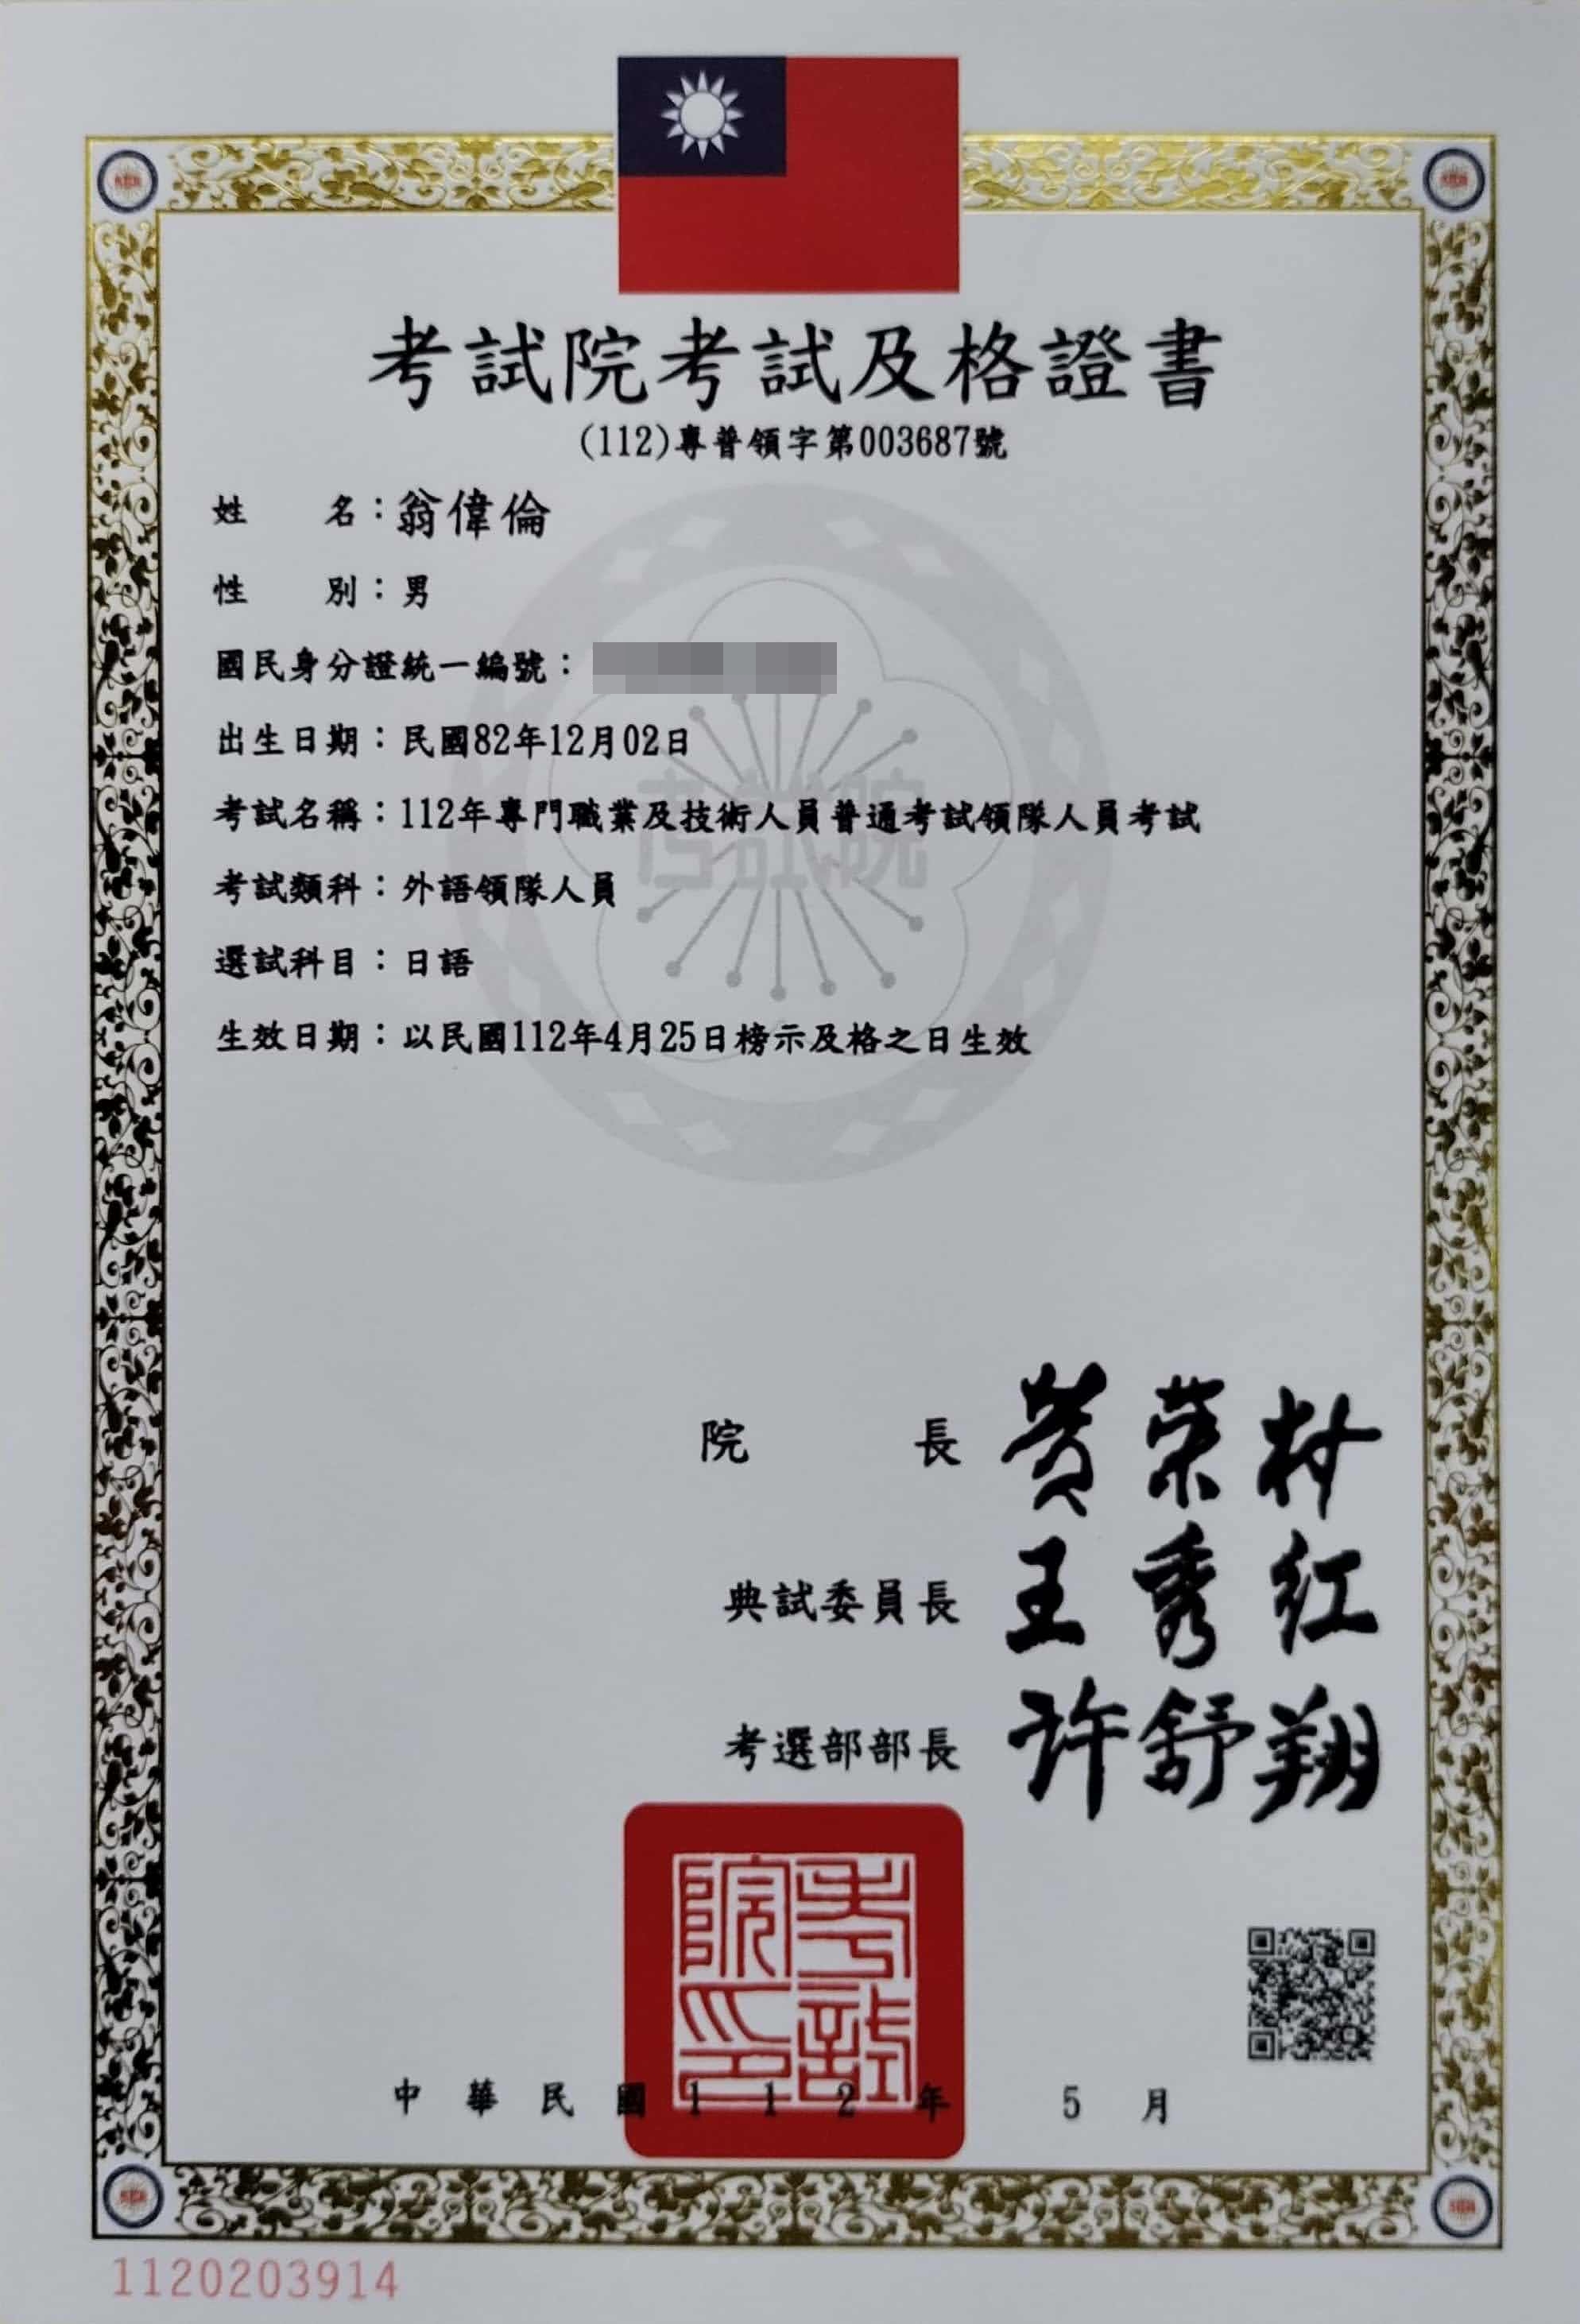 考試院考試及格證書
(112)專普領字第003687號
姓名：翁偉倫
性別：男
國民身分證統一編號：
出生日期：民國82年12月02日
考試名稱：112年專門職業及技術人員普通考試領隊人員考試
考試類科：外語領隊人員
選試科目：日語
生效日期：以民國112年4月25日榜示及格之日生效
考試院
院長 黃榮村
典試委員長 王秀紅
考選部部長 許舒翔
考試院印
中華民國112年5月
1120203914